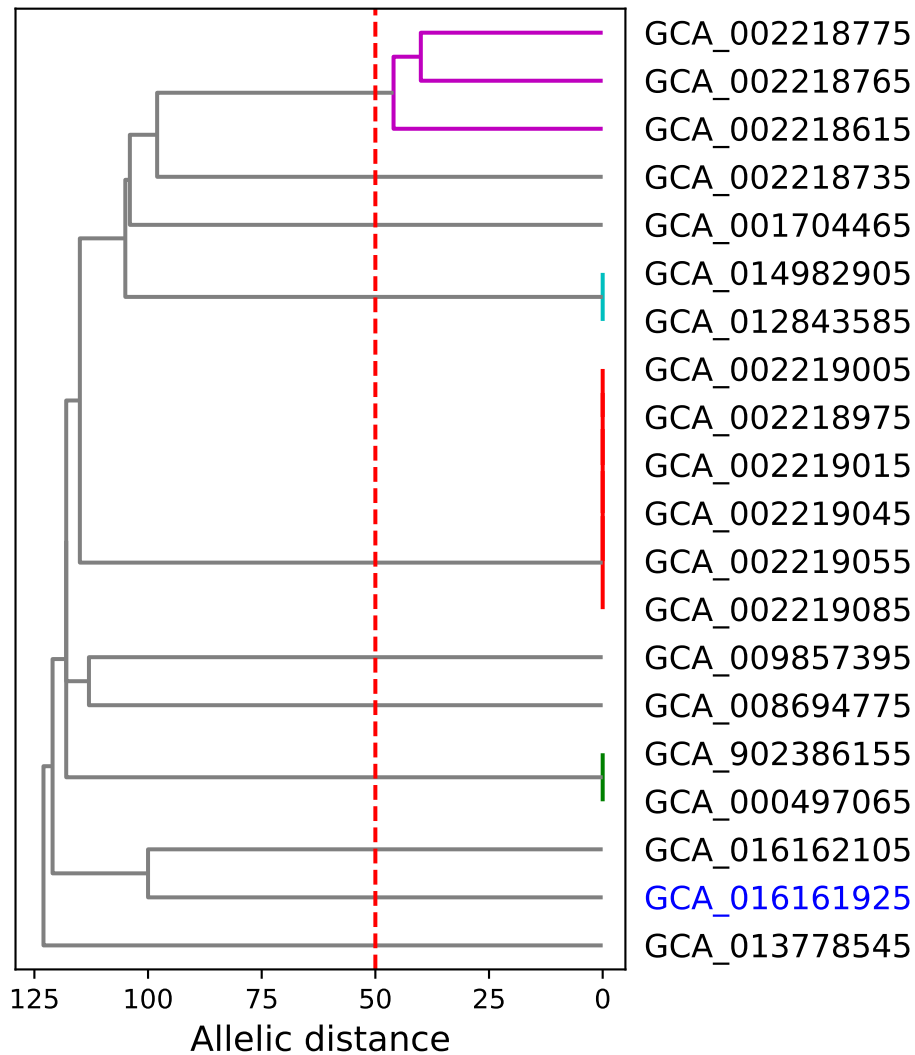 GCA_002218775
GCA_002218765
GCA_002218615
GCA_002218735
GCA_001704465
GCA_014982905
GCA_012843585
GCA_002219005
GCA_002218975
GCA_002219015
GCA_002219045
GCA_002219055
GCA_002219085
GCA_009857395
GCA_008694775
GCA_902386155
GCA_000497065
GCA_016162105
GCA_016161925
GCA_013778545
125 100 75 50 25 0
Allelic distance